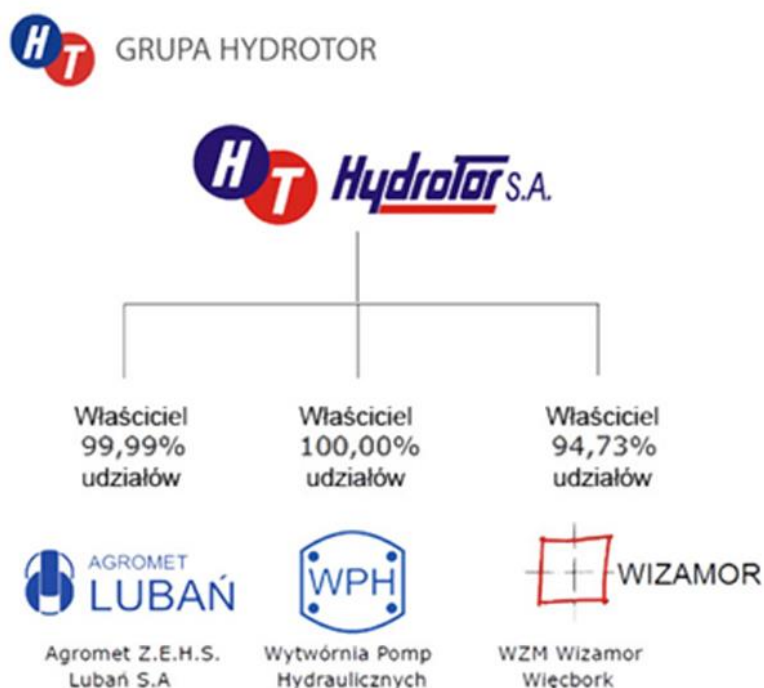 HT GRUPA HYDROTOR
HT HydroTor S.A.
Właściciel
99,99%
udziałów
Właściciel
100,00%
udziałów
Właściciel
94,73%
udziałów
AGROMET
LUBAŃ
WPH
WIZAMOR
Agromet Z.E.H.S.
Lubań S.A
Wytwórnia Pomp
Hydraulicznych
WZM Wizamor
Więcbork